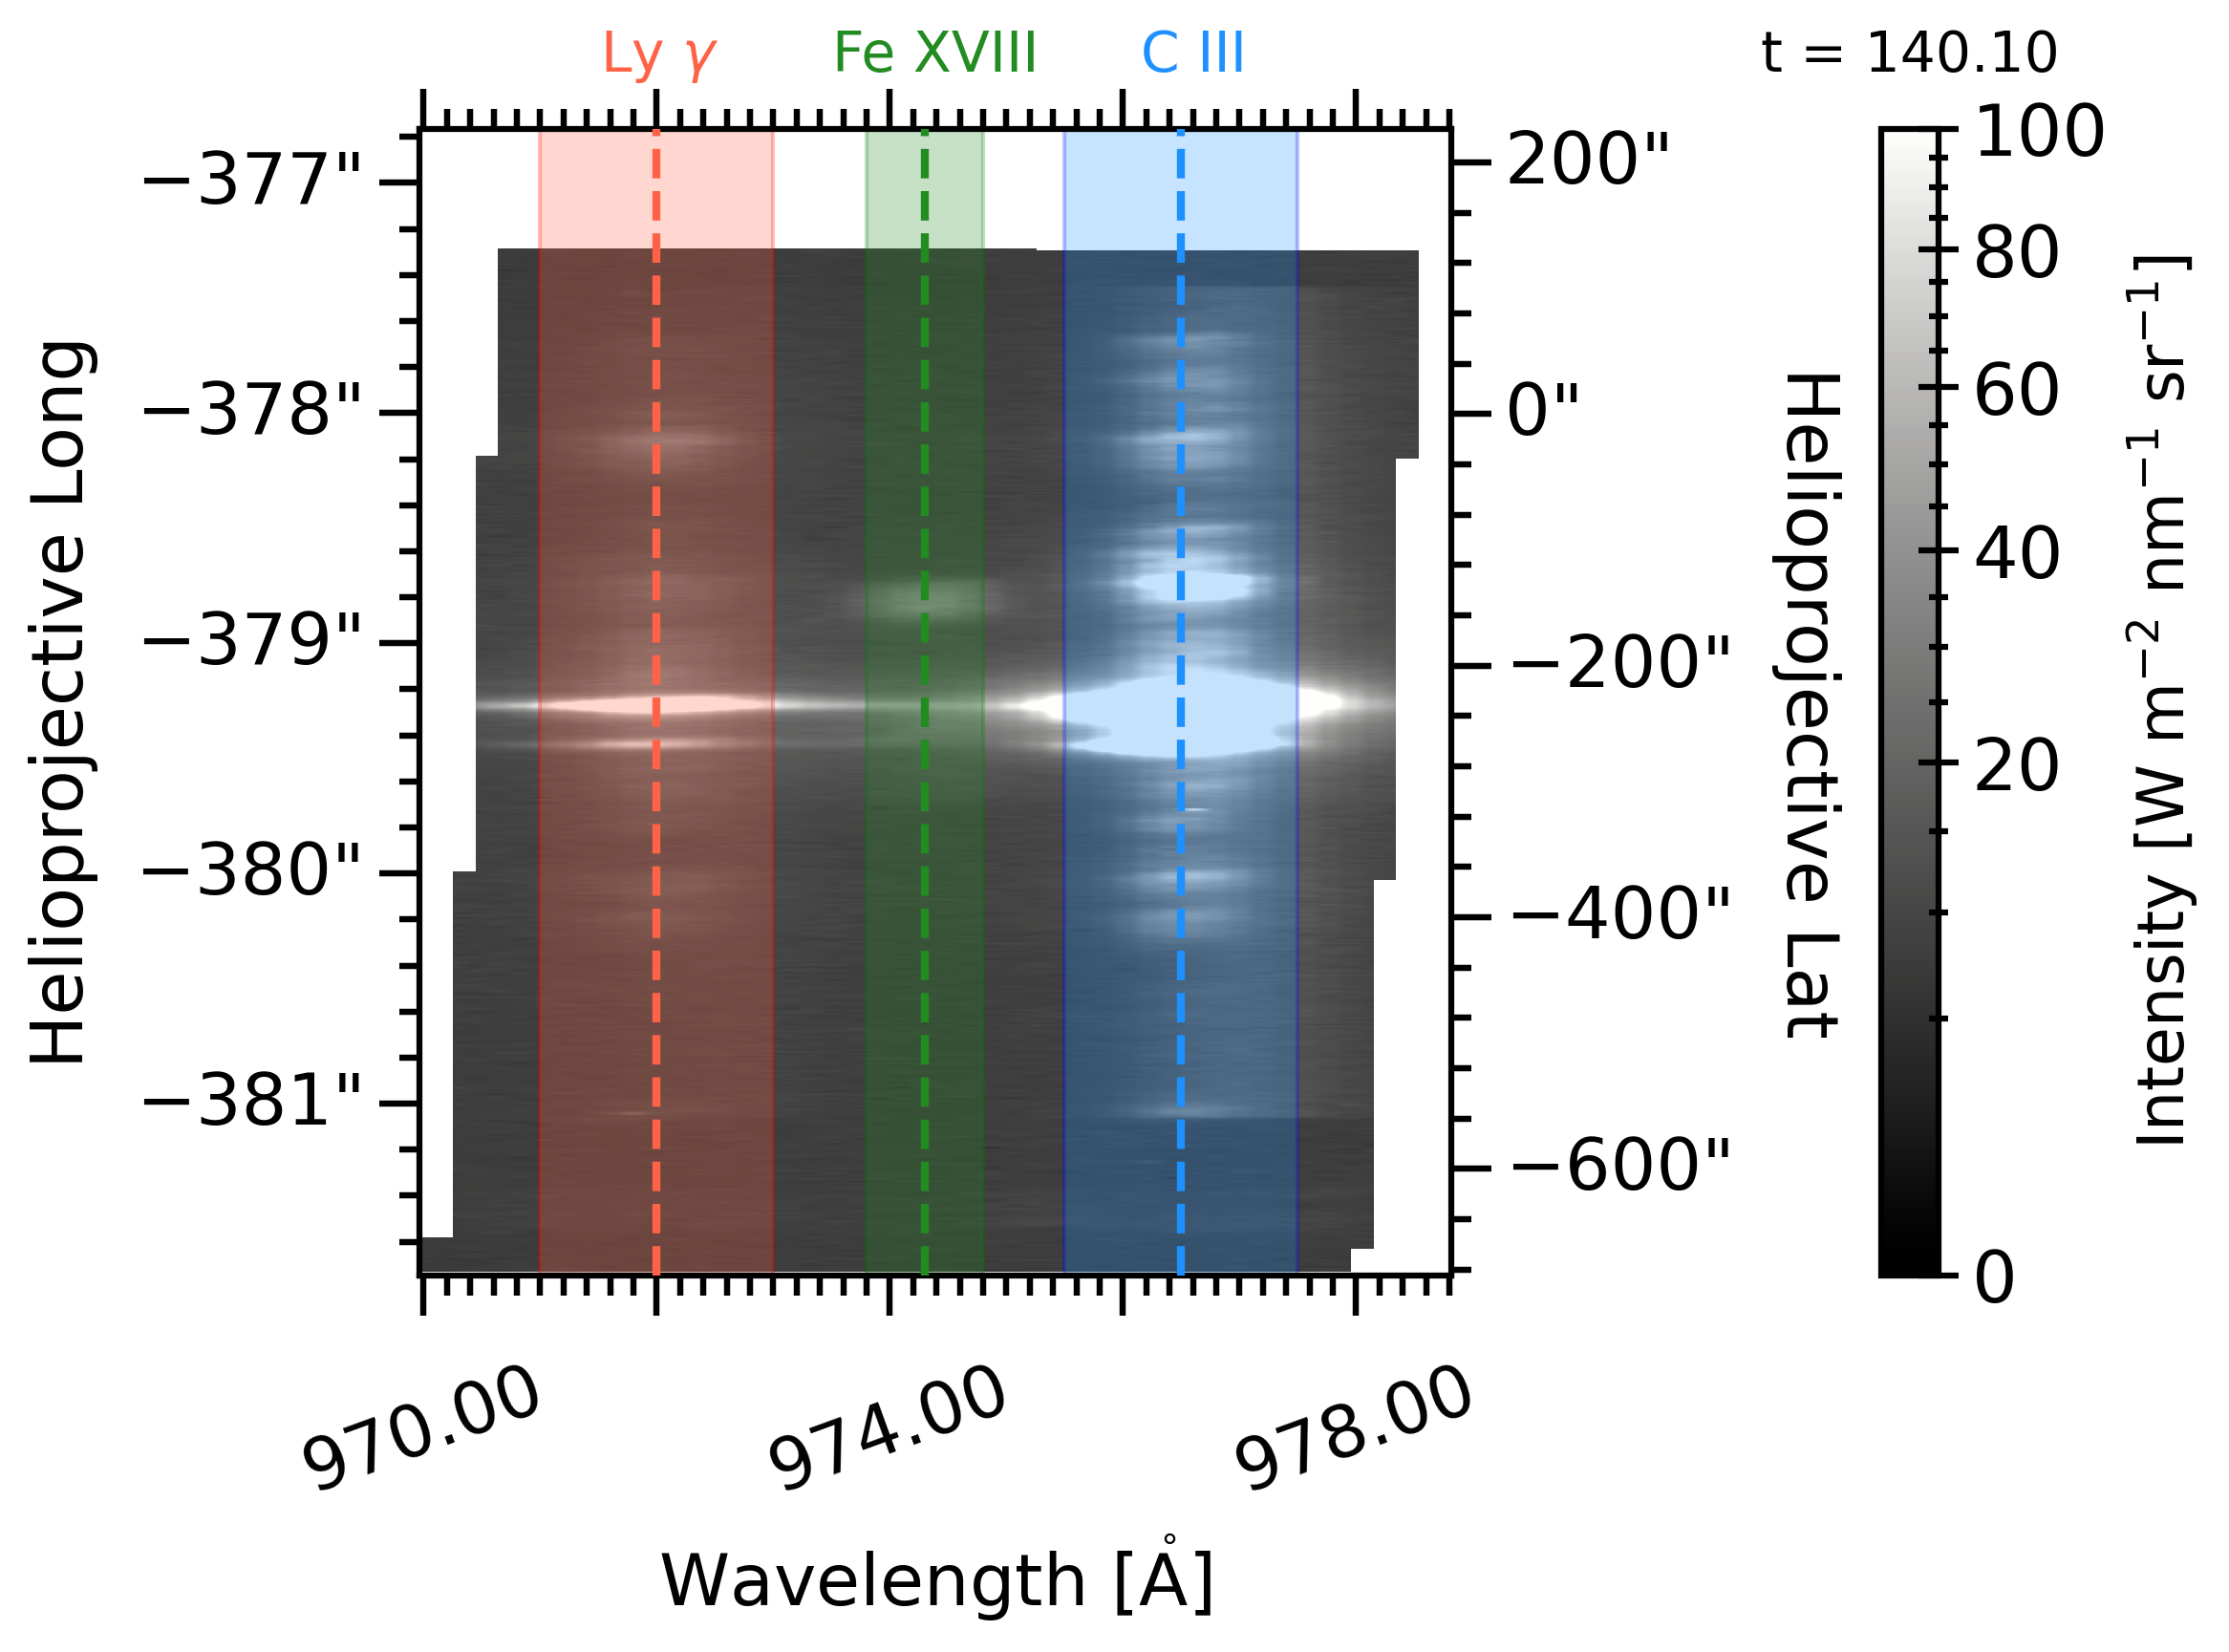 Ly γ Fe XVIII C III t = 140.10
−377"
−378"
−379"
−380"
−381"
Helioprojective Long
200"
0"
−200"
−400"
−600"
Helioprojective Lat
100
80
60
40
20
0
Intensity [W m⁻² nm⁻¹ sr⁻¹]
970.00 974.00 978.00
Wavelength [Å]